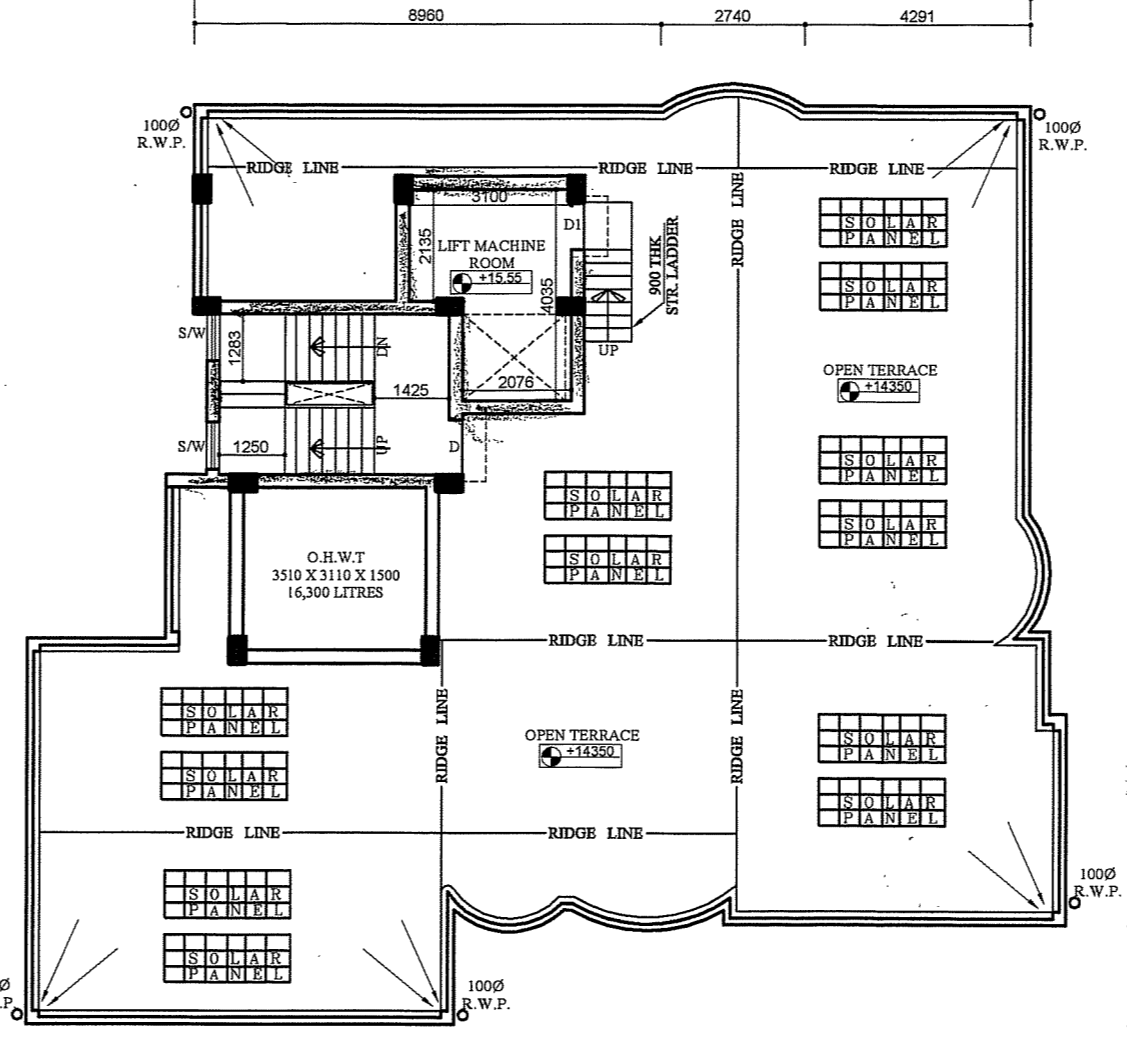 8960
2740
4291
100Ø
R.W.P.
100Ø
R.W.P.
RIDGE LINE
RIDGE LINE
RIDGE LINE
RIDGE LINE
3100
D1
2135
LIFT MACHINE
ROOM
+15.55
4035
900 THK
STR. LADDER
UP
SOLAR
PANEL
SOLAR
PANEL
S/W
1283
DN
1425
2076
OPEN TERRACE
+14350
S/W
1250
UP
D
SOLAR
PANEL
SOLAR
PANEL
SOLAR
PANEL
SOLAR
PANEL
O.H.W.T
3510 X 3110 X 1500
16,300 LITRES
RIDGE LINE
RIDGE LINE
SOLAR
PANEL
SOLAR
PANEL
RIDGE LINE
OPEN TERRACE
+14350
RIDGE LINE
SOLAR
PANEL
SOLAR
PANEL
RIDGE LINE
RIDGE LINE
SOLAR
PANEL
SOLAR
PANEL
100Ø
R.W.P.
Ø
.P.
100Ø
R.W.P.